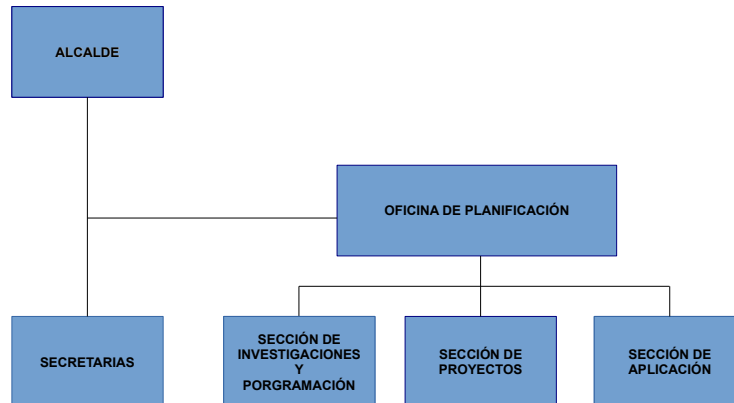 ALCALDE
OFICINA DE PLANIFICACIÓN
SECRETARIAS
SECCIÓN DE
INVESTIGACIONES
Y
PORGRAMACIÓN
SECCIÓN DE
PROYECTOS
SECCIÓN DE
APLICACIÓN